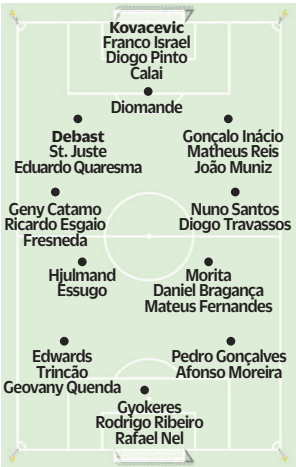 Kovacevic
Franco Israel
Diogo Pinto
Calai
Diomande
Debast
St. Juste
Eduardo Quaresma
Gonçalo Inácio
Matheus Reis
João Muniz
Geny Catamo
Ricardo Esgaio
Fresneda
Nuno Santos
Diogo Travassos
Hjulmand
Essugo
Morita
Daniel Bragança
Mateus Fernandes
Edwards
Trincão
Geovany Quenda
Pedro Gonçalves
Afonso Moreira
Gyokeres
Rodrigo Ribeiro
Rafael Nel